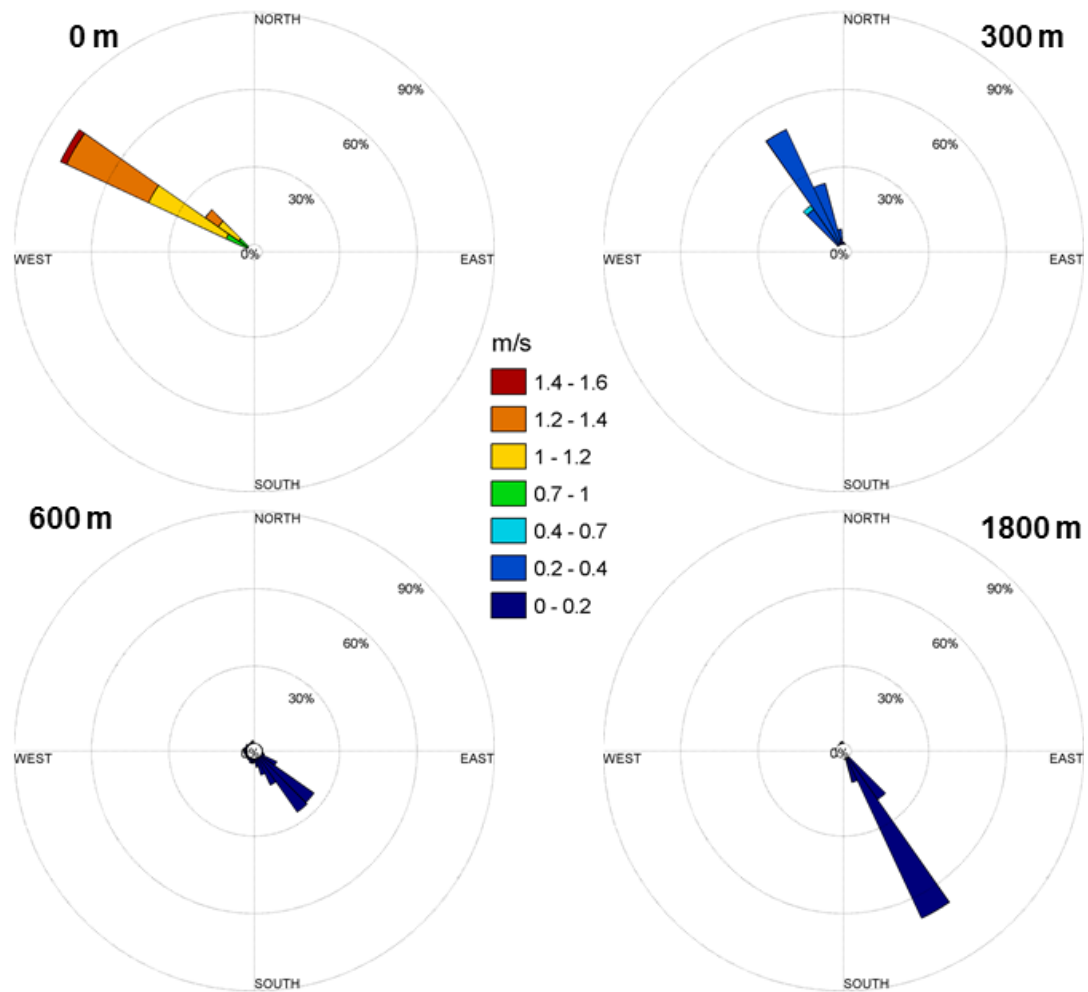 0 m
NORTH
90%
60%
30%
0%
WEST
EAST
SOUTH
300 m
NORTH
90%
60%
30%
0%
WEST
EAST
SOUTH
m/s
1.4 - 1.6
1.2 - 1.4
1 - 1.2
0.7 - 1
0.4 - 0.7
0.2 - 0.4
0 - 0.2
600 m
NORTH
90%
60%
30%
0%
WEST
EAST
SOUTH
1800 m
NORTH
90%
60%
30%
0%
WEST
EAST
SOUTH